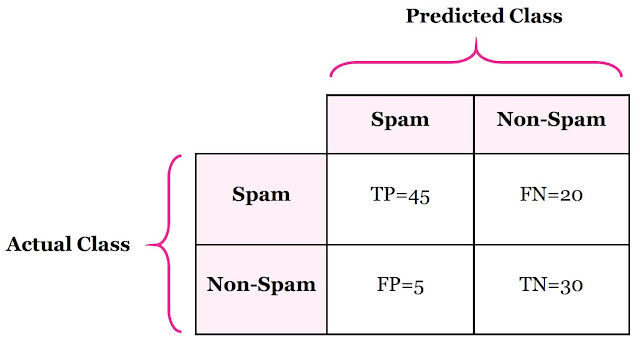 Predicted Class
Spam
Non-Spam
Spam
TP=45
FN=20
Actual Class
Non-Spam
FP=5
TN=30